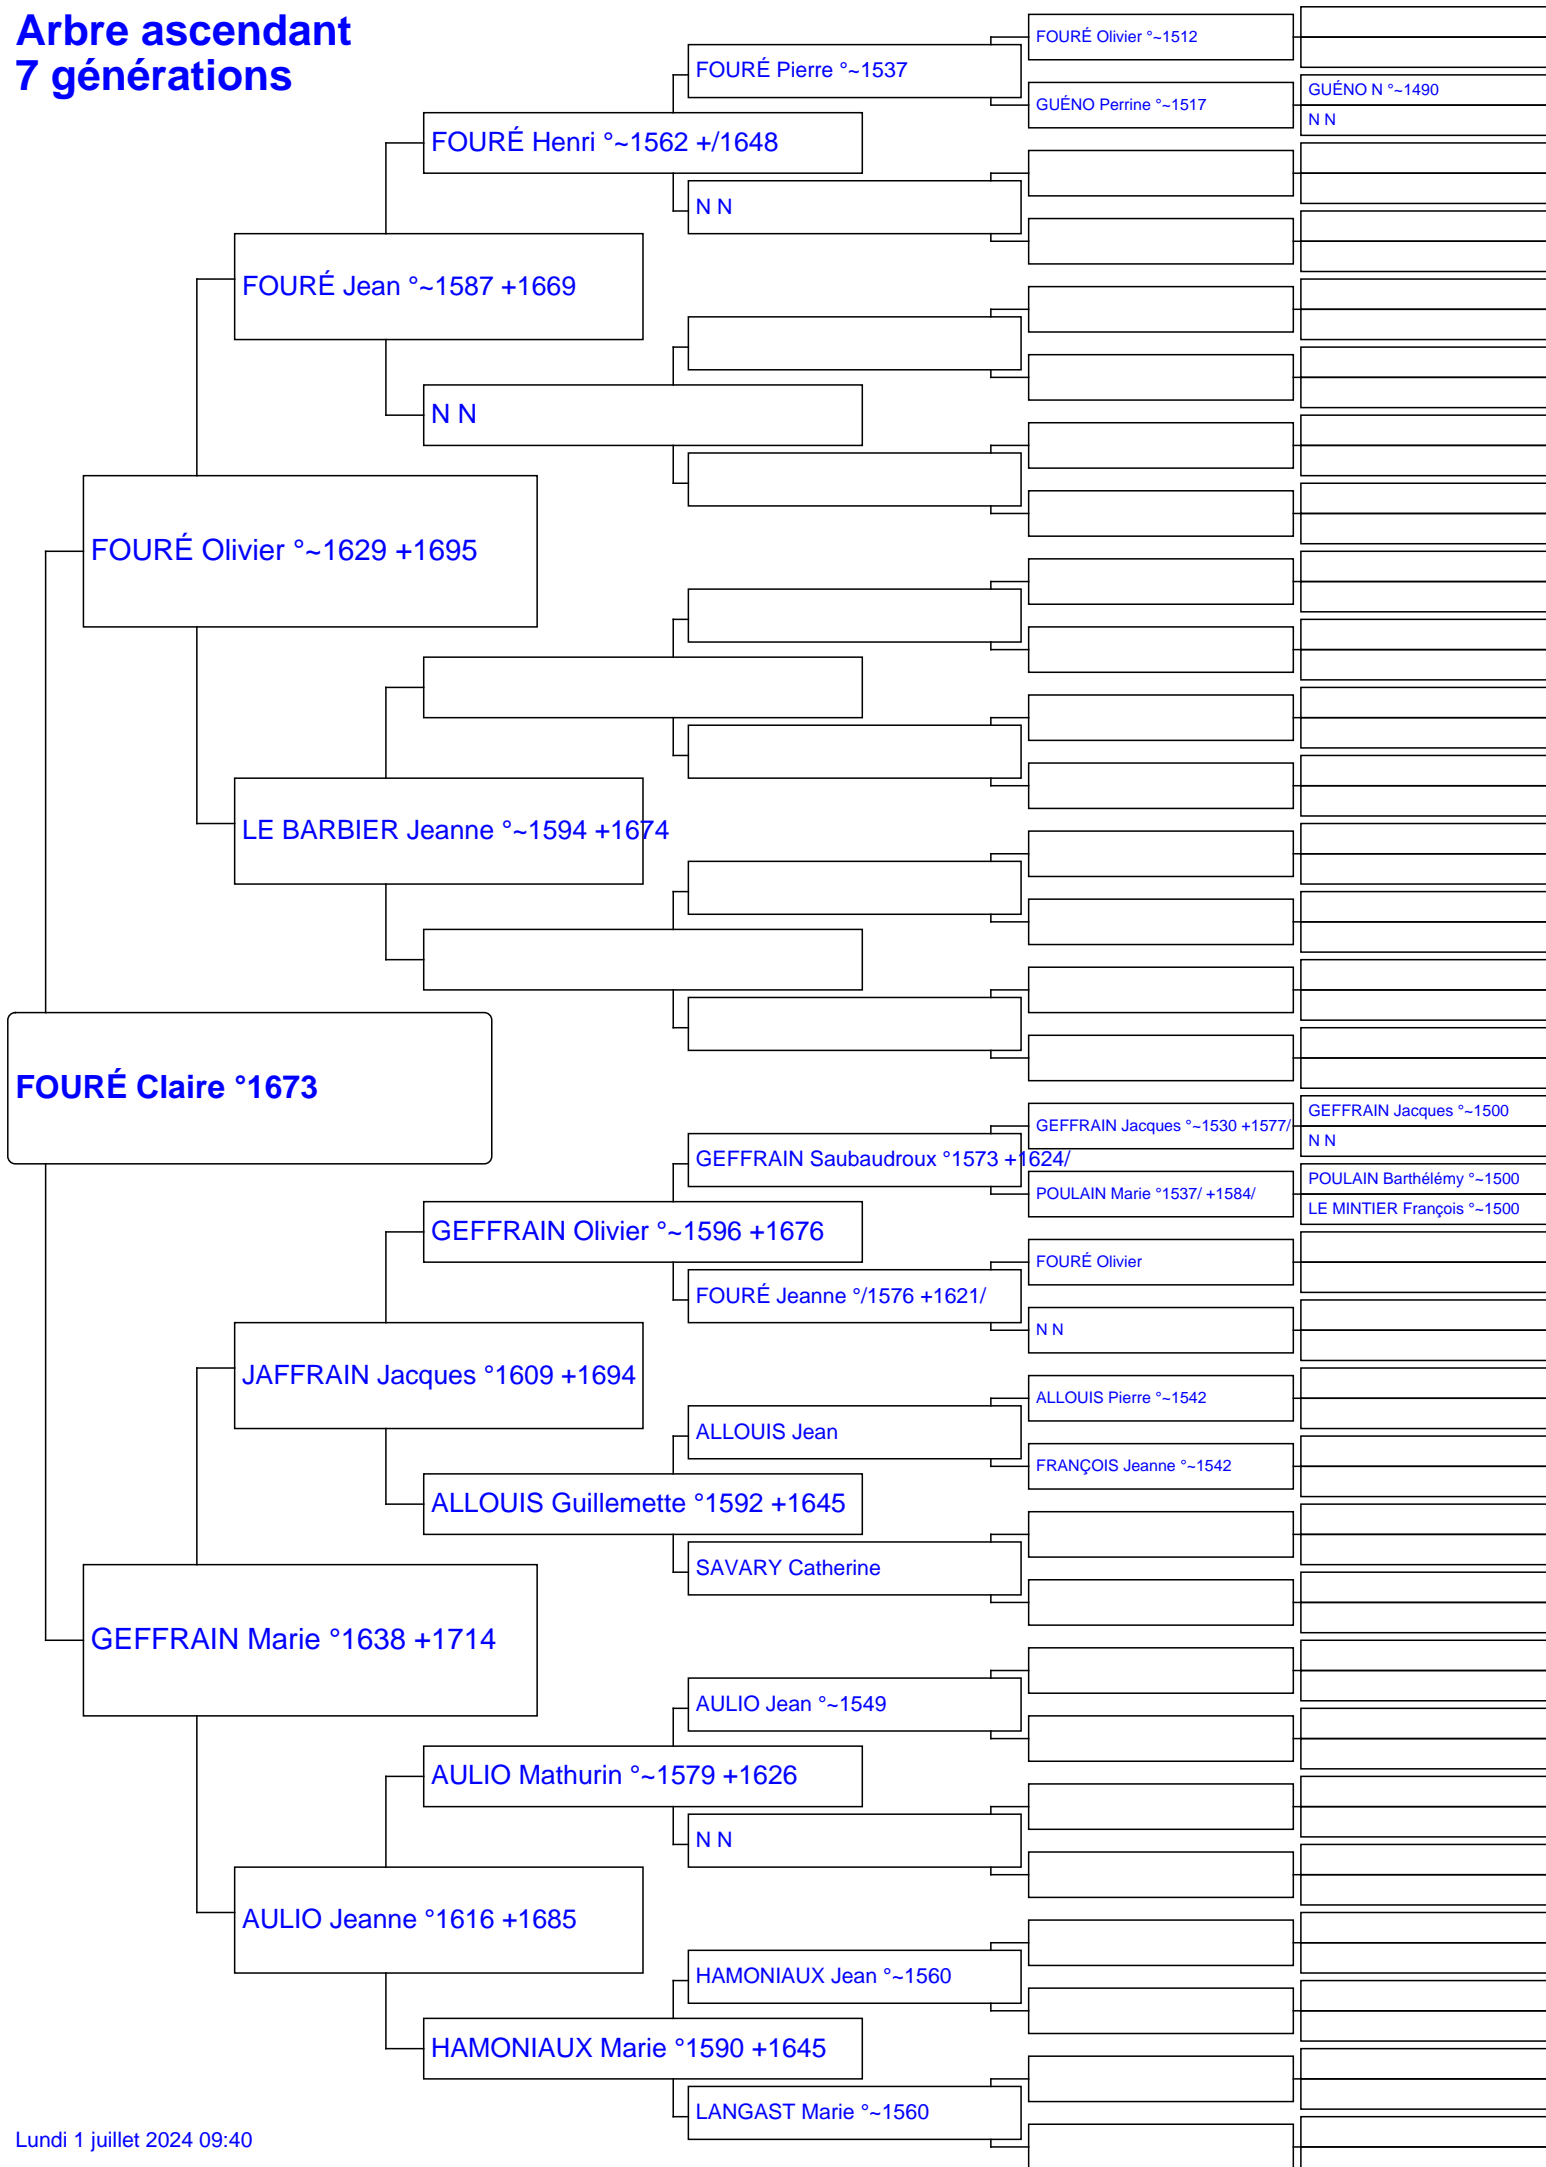 Arbre ascendant
7 générations
FOURÉ Olivier °~1512
FOURÉ Pierre °~1537
GUÉNO N °~1490
GUÉNO Perrine °~1517
N N
FOURÉ Henri °~1562 +/1648
N N
FOURÉ Jean °~1587 +1669
N N
FOURÉ Olivier °~1629 +1695
LE BARBIER Jeanne °~1594 +1674
FOURÉ Claire °1673
GEFFRAIN Jacques °~1500
GEFFRAIN Jacques °~1530 +1577/
N N
GEFFRAIN Saubaudroux °1573 +1624/
POULAIN Barthélémy °~1500
POULAIN Marie °1537/ +1584/
LE MINTIER François °~1500
GEFFRAIN Olivier °~1596 +1676
FOURÉ Olivier
FOURÉ Jeanne °/1576 +1621/
N N
JAFFRAIN Jacques °1609 +1694
ALLOUIS Pierre °~1542
ALLOUIS Jean
FRANÇOIS Jeanne °~1542
ALLOUIS Guillemette °1592 +1645
SAVARY Catherine
GEFFRAIN Marie °1638 +1714
AULIO Jean °~1549
AULIO Mathurin °~1579 +1626
N N
AULIO Jeanne °1616 +1685
HAMONIAUX Jean °~1560
HAMONIAUX Marie °1590 +1645
LANGAST Marie °~1560
Lundi 1 juillet 2024 09:40